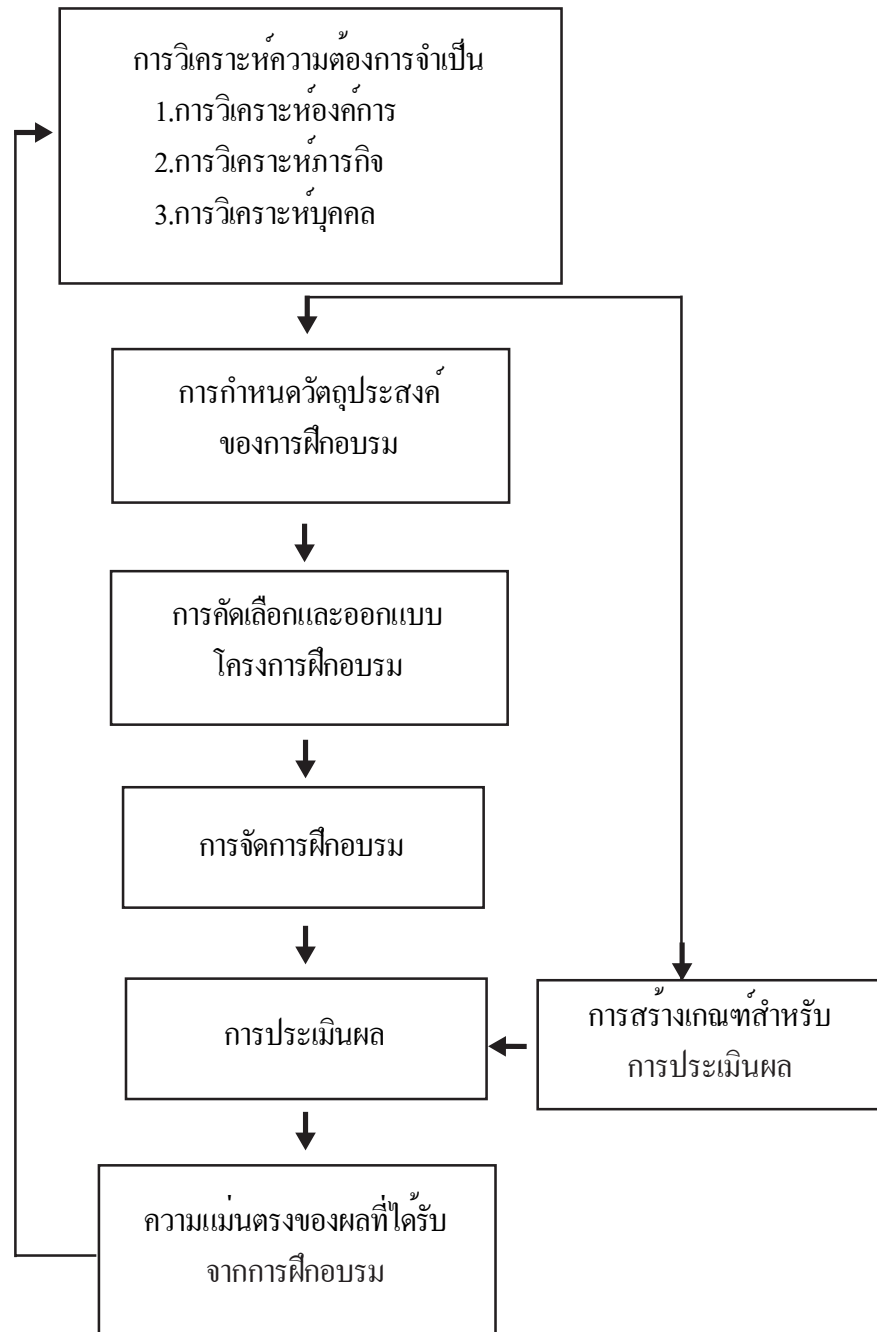 การวิเคราะห์ความต้องการจำเป็น
1.การวิเคราะห์องค์การ
2.การวิเคราะห์ภารกิจ
3.การวิเคราะห์บุคคล
การกำหนดวัตถุประสงค์
ของการฝึกอบรม
การคัดเลือกและออกแบบ
โครงการฝึกอบรม
การจัดการฝึกอบรม
การประเมินผล
การสร้างเกณฑ์สำหรับ
การประเมินผล
ความแม่นตรงของผลที่ได้รับ
จากการฝึกอบรม